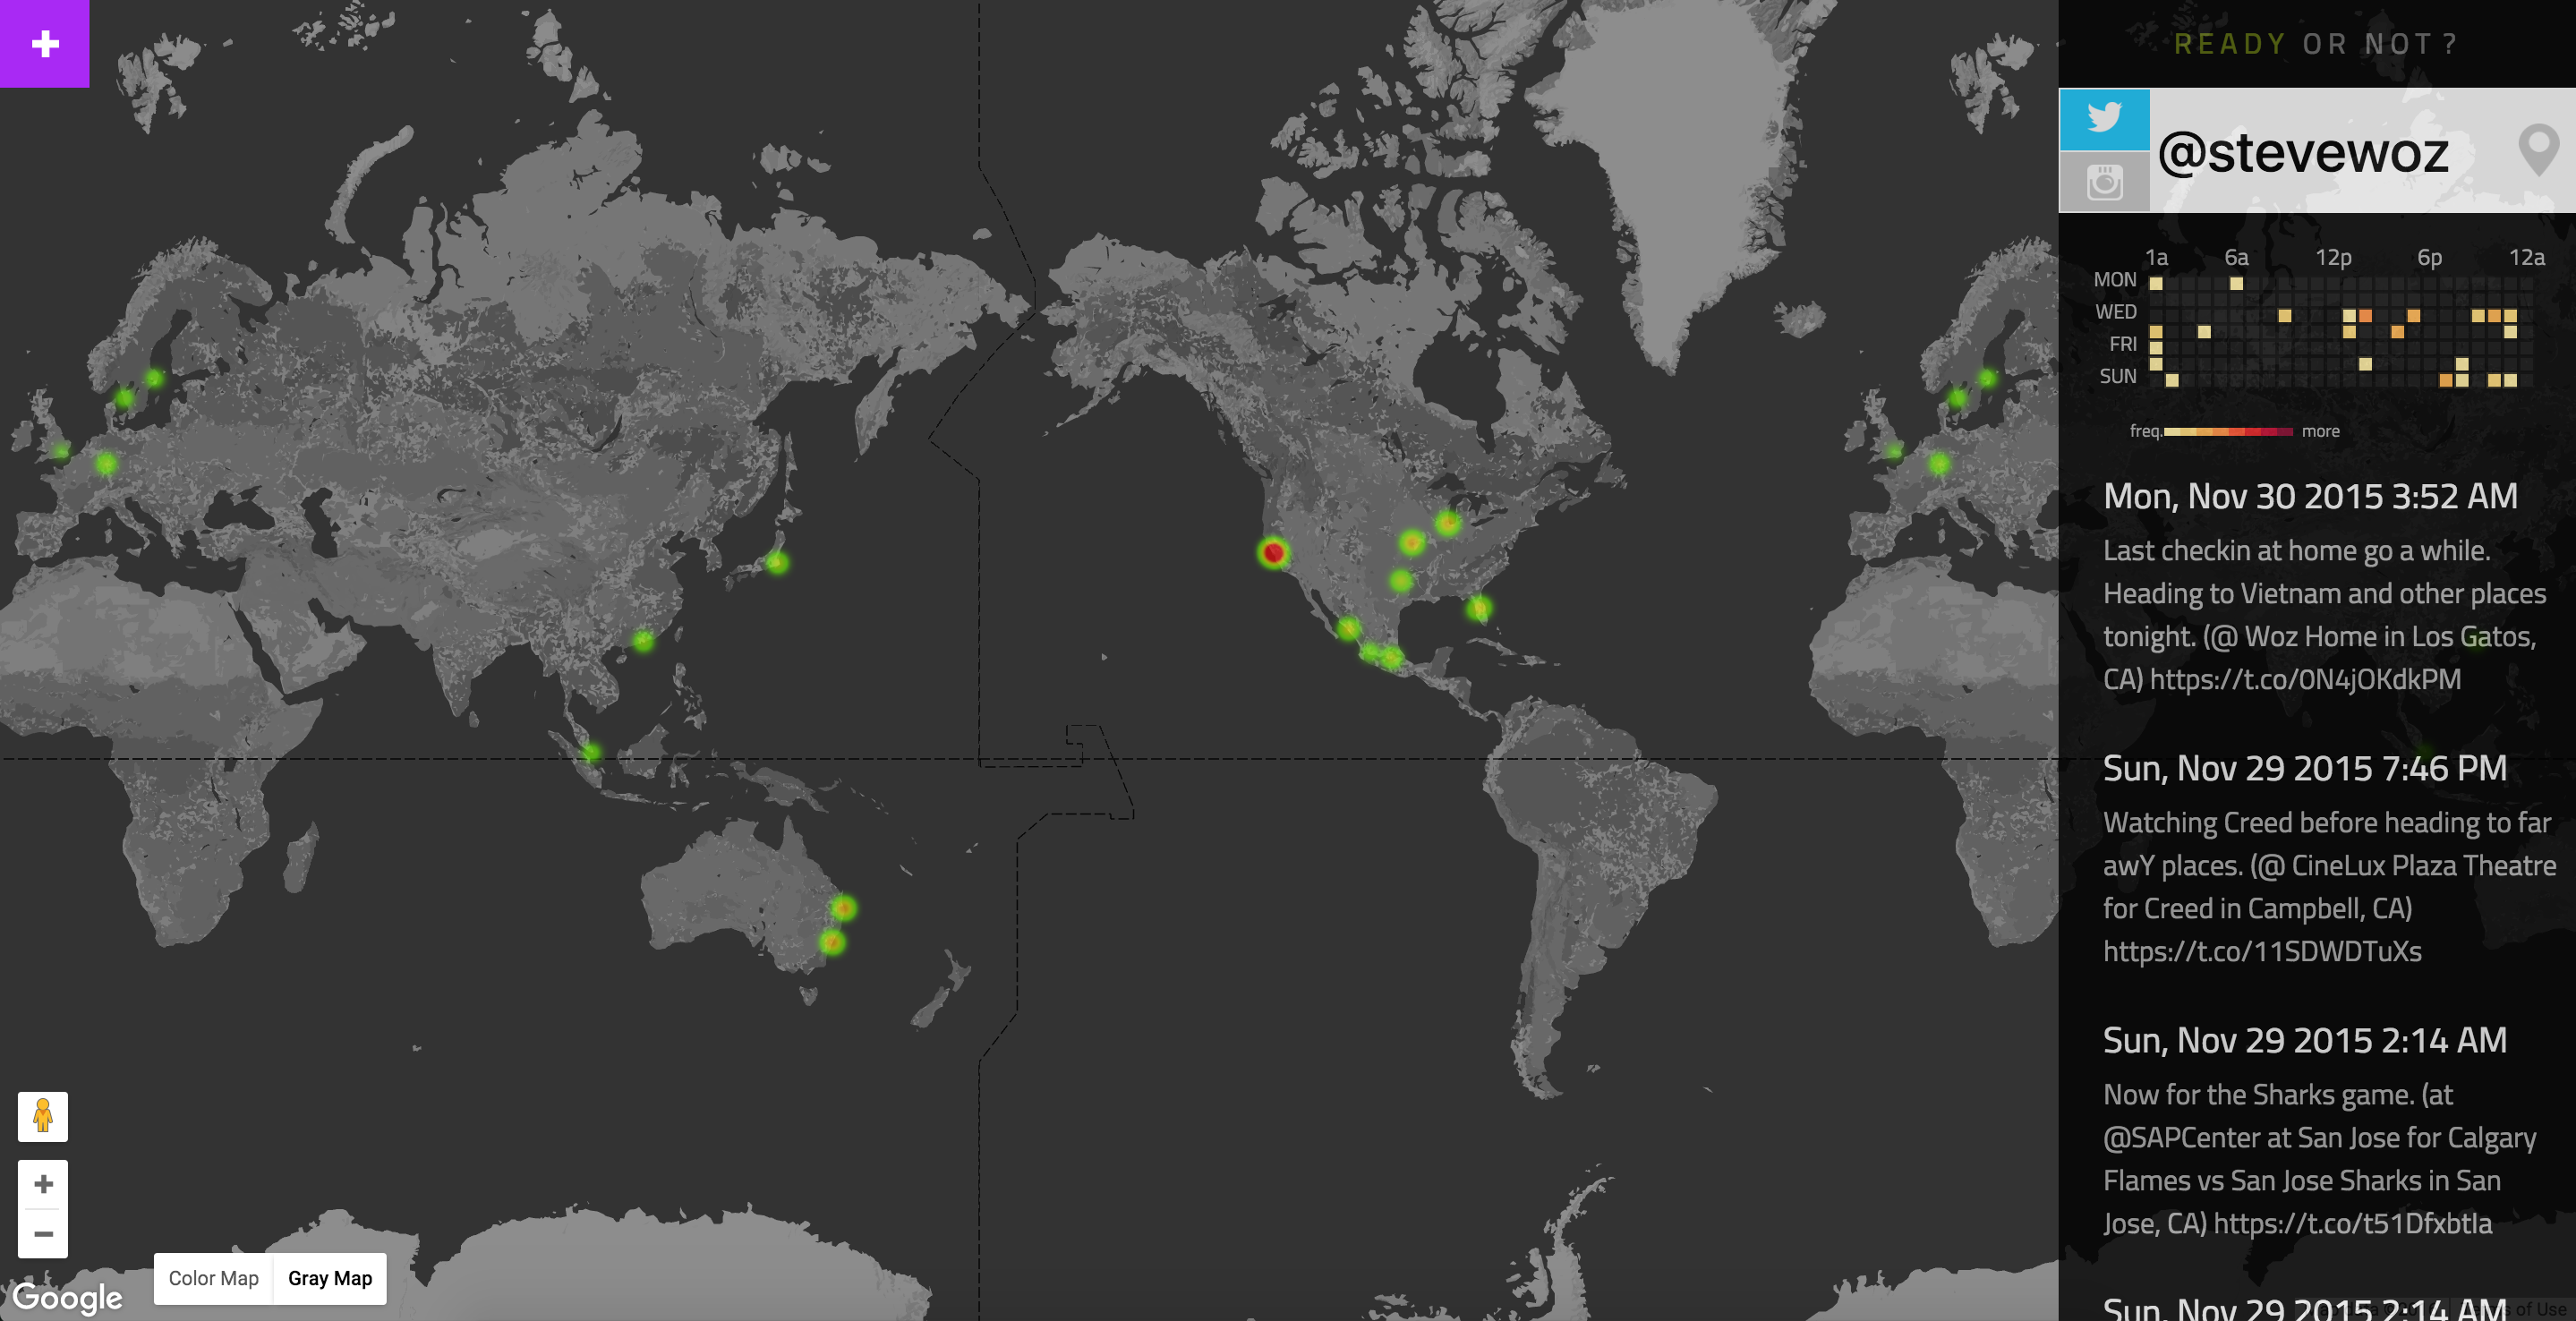 READY OR NOT ?
@stevewoz
1a 6a 12p 6p 12a
MON
WED
FRI
SUN
freq. more
Mon, Nov 30 2015 3:52 AM
Last checkin at home go a while.
Heading to Vietnam and other places
tonight. (@ Woz Home in Los Gatos,
CA) https://t.co/0N4jOKdkPM
Sun, Nov 29 2015 7:46 PM
Watching Creed before heading to far
awY places. (@ CineLux Plaza Theatre
for Creed in Campbell, CA)
https://t.co/11SDWDTuXs
Sun, Nov 29 2015 2:14 AM
Now for the Sharks game. (at
@SAPCenter at San Jose for Calgary
Flames vs San Jose Sharks in San
Jose, CA) https://t.co/t51Dfxbtla
Sun, Nov 29 2015 2:14 AM
of Use
Color Map Gray Map
Google